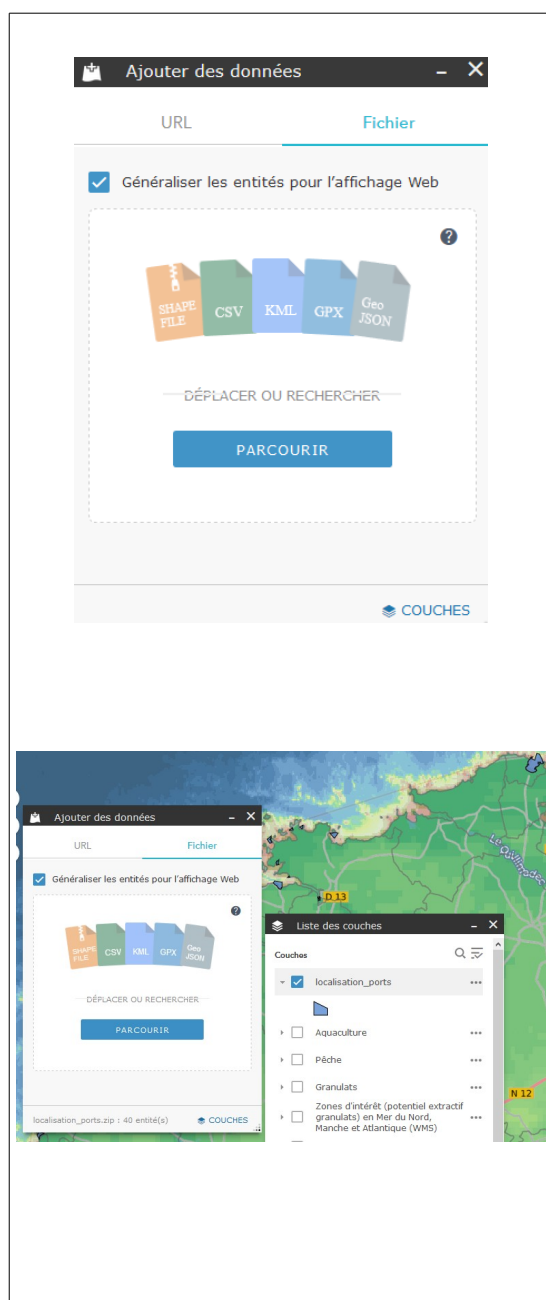 Ajouter des données
URL
Fichier
Généraliser les entités pour l'affichage Web
SHAPE
FILE
CSV
KML
GPX
Geo
JSON
DÉPLACER OU RECHERCHER
PARCOURIR
COUCHES
Ajouter des données
URL
Fichier
Généraliser les entités pour l'affichage Web
SHAPE
FILE
CSV
KML
GPX
Geo
JSON
DÉPLACER OU RECHERCHER
PARCOURIR
localisation_ports.zip : 40 entité(s)
COUCHES
D 13
Liste des couches
Couches
localisation_ports
Aquaculture
Pêche
Granulats
Zones d'intérêt (potentiel extractif
granulats) en Mer du Nord,
Manche et Atlantique (WMS)
N 12